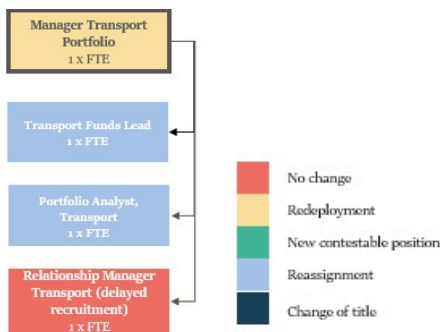 Manager Transport
Portfolio
1 x FTE
Transport Funds Lead
1 x FTE
Portfolio Analyst,
Transport
1 x FTE
Relationship Manager
Transport (delayed
recruitment)
1 x FTE
No change
Redeployment
New contestable position
Reassignment
Change of title